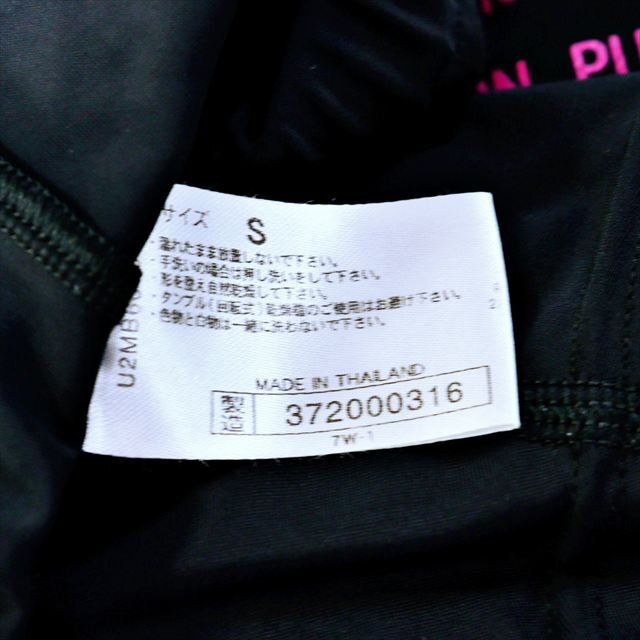 サイズ S
・濡れたまま放置しないで下さい。
・手洗いの場合は押し洗いをして下さい。
・形を整え自然乾燥して下さい。
・タンブル(回転)乾燥機のご使用はお避け下さい。
・色物と白物は一緒に洗わないで下さい。
MADE IN THAILAND
製造 372000316
7W-1
U2MB